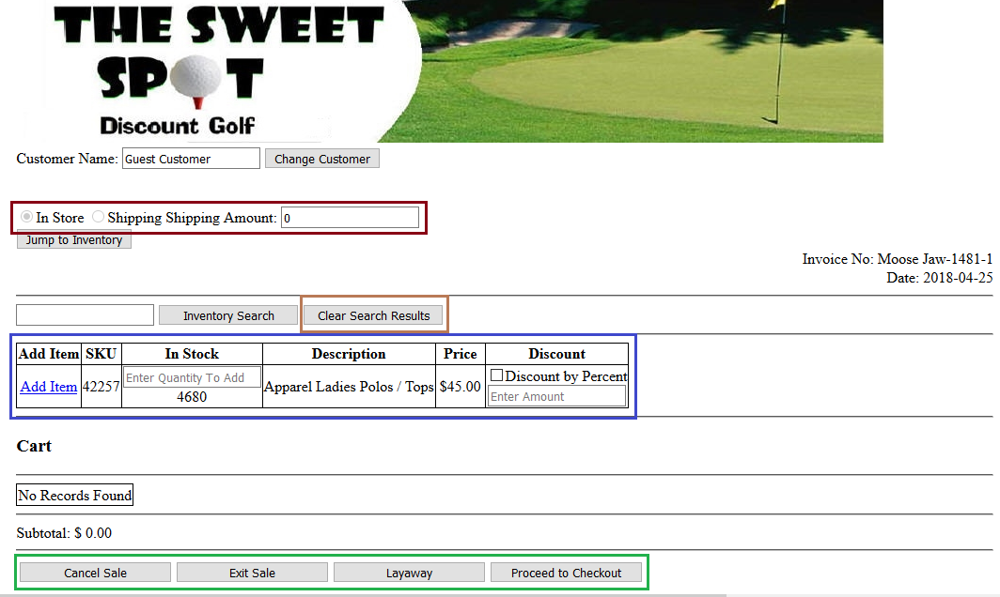 THE SWEET
SPOT
Discount Golf
Customer Name: Guest Customer Change Customer
In Store Shipping Shipping Amount: 0
Jump to Inventory
Invoice No: Moose Jaw-1481-1
Date: 2018-04-25
Inventory Search Clear Search Results
Add Item SKU In Stock Description Price Discount
Add Item 42257 Enter Quantity To Add 4680 Apparel Ladies Polos / Tops $45.00 Discount by Percent Enter Amount
Cart
No Records Found
Subtotal: $ 0.00
Cancel Sale Exit Sale Layaway Proceed to Checkout